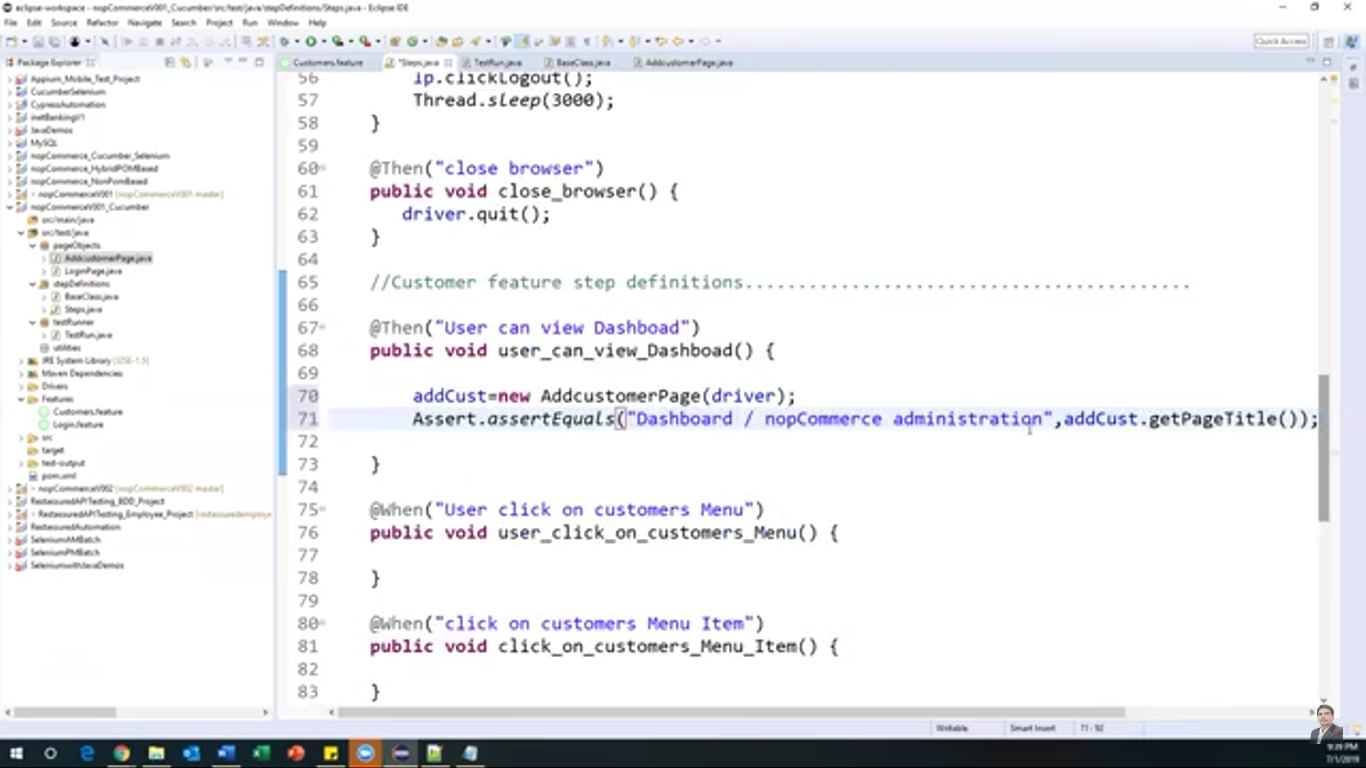 eclipse-workspace - nopCommerceV001_Cucumber/src/test/java/stepDefinitions/Steps.java - Eclipse IDE
File Edit Source Refactor Navigate Search Project Run Window Help
Quick Access
Package Explorer
Customers.feature
*Steps.java
TestRun.java
BaseClass.java
AddcustomerPage.java
Appium_Mobile_Test_Project
CucumberSelenium
CypressAutomation
inetBankingV1
JavaDemos
MySQL
nopCommerce_Cucumber_Selenium
nopCommerce_HybridPOMBased
nopCommerce_NonPomBased
> nopCommerceV001 [nopCommerceV001 master]
nopCommerceV001_Cucumber
src/main/java
src/test/java
pageObjects
AddcustomerPage.java
LoginPage.java
stepDefinitions
BaseClass.java
Steps.java
testRunner
TestRun.java
utilities
JRE System Library [J2SE-1.5]
Maven Dependencies
Drivers
Features
Customers.feature
Login.feature
src
target
test-output
pom.xml
> nopCommerceV002 [nopCommerceV002 master]
RestassuredAPITesting_BDD_Project
> RestassuredAPITesting_Employee_Project [restassuredemploye
RestassuredAutomation
SeleniumAMBatch
SeleniumPMBatch
SeleniumwithJavaDemos
56 lp.clickLogout();
57 Thread.sleep(3000);
58 }
59
60 @Then("close browser")
61 public void close_browser() {
62 driver.quit();
63 }
64
65 //Customer feature step definitions..........................................
66
67 @Then("User can view Dashboad")
68 public void user_can_view_Dashboad() {
69
70 addCust=new AddcustomerPage(driver);
71 Assert.assertEquals("Dashboard / nopCommerce administration",addCust.getPageTitle());
72
73 }
74
75 @When("User click on customers Menu")
76 public void user_click_on_customers_Menu() {
77
78 }
79
80 @When("click on customers Menu Item")
81 public void click_on_customers_Menu_Item() {
82
83 }
Writable
Smart Insert
71 : 92
9:39 PM
7/1/2019